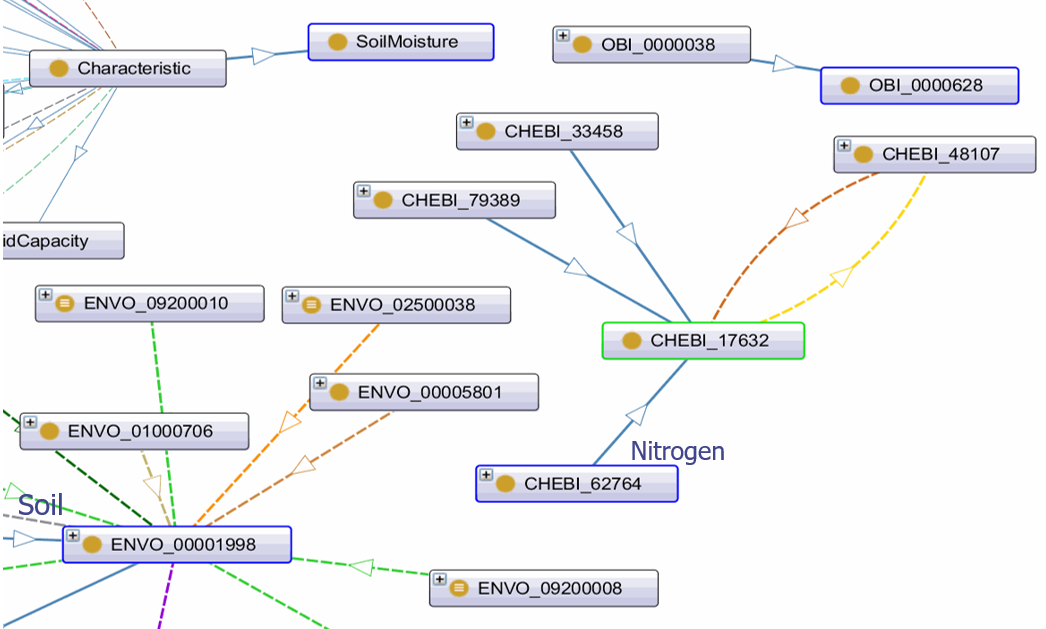 SoilMoisture
OBI_0000038
Characteristic
OBI_0000628
CHEBI_33458
CHEBI_48107
CHEBI_79389
idCapacity
ENVO_09200010
ENVO_02500038
CHEBI_17632
ENVO_00005801
ENVO_01000706
Nitrogen
CHEBI_62764
Soil
ENVO_00001998
ENVO_09200008